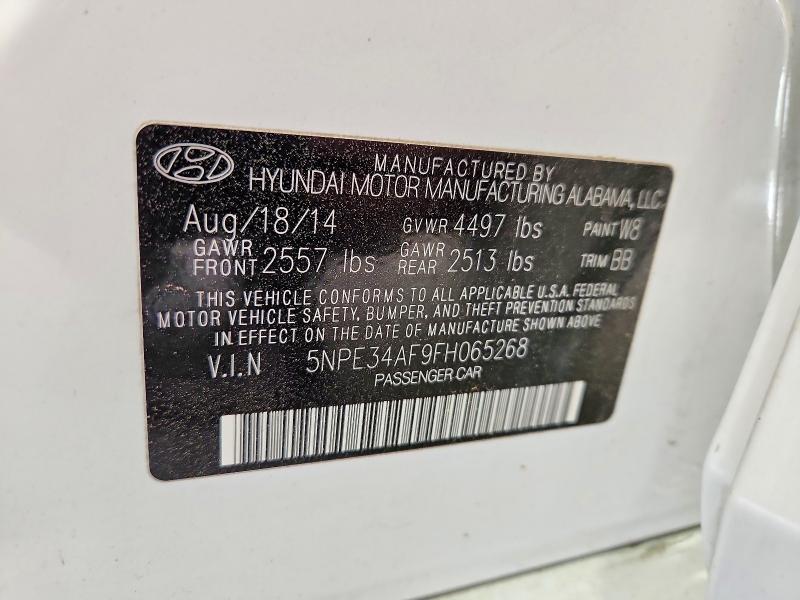 MANUFACTURED BY
HYUNDAI MOTOR MANUFACTURING ALABAMA, LLC.
Aug/18/14 GVWR 4497 lbs PAINT W8
GAWR FRONT 2557 lbs GAWR REAR 2513 lbs TRIM BB
THIS VEHICLE CONFORMS TO ALL APPLICABLE U.S.A. FEDERAL
MOTOR VEHICLE SAFETY, BUMPER, AND THEFT PREVENTION STANDARDS
IN EFFECT ON THE DATE OF MANUFACTURE SHOWN ABOVE
V.I.N 5NPE34AF9FH065268
PASSENGER CAR